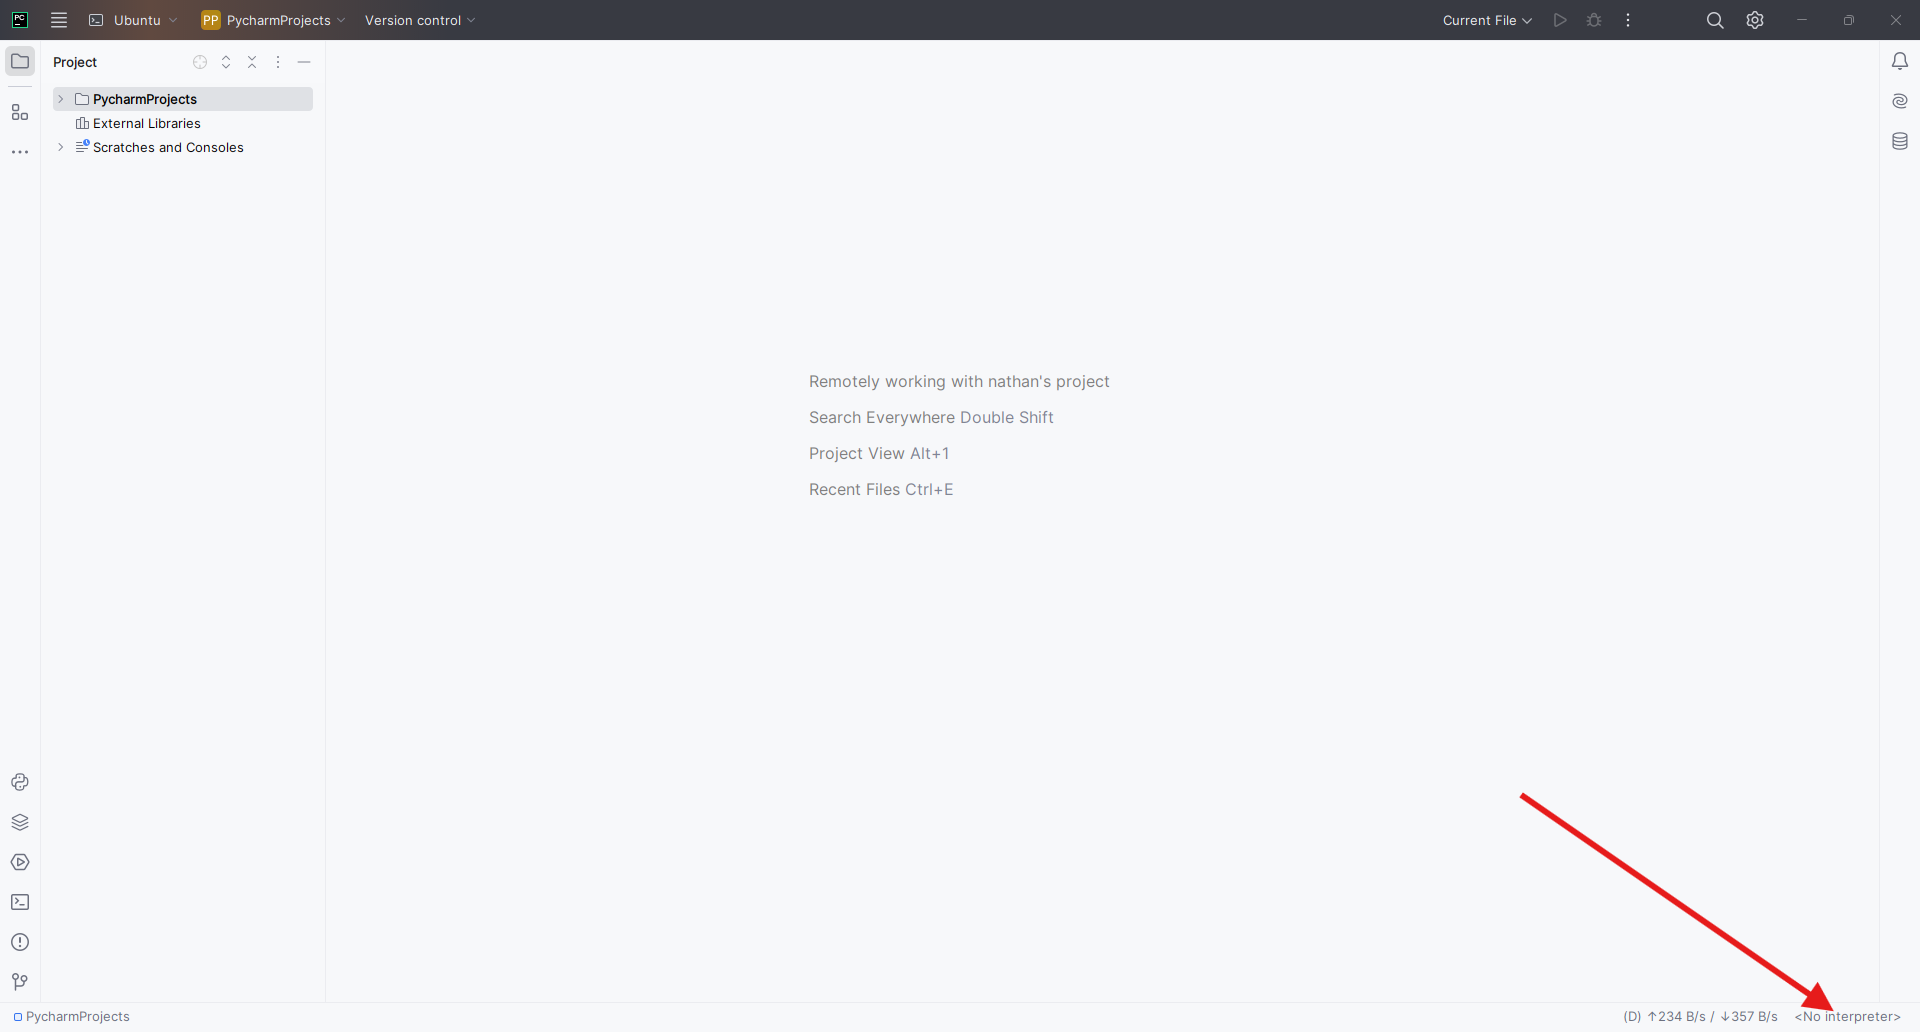 PC
Ubuntu
PP PycharmProjects
Version control
Current File
Project
PycharmProjects
External Libraries
Scratches and Consoles
Remotely working with nathan's project
Search Everywhere Double Shift
Project View Alt+1
Recent Files Ctrl+E
PycharmProjects
(D) ↑234 B/s / ↓357 B/s
<No interpreter>